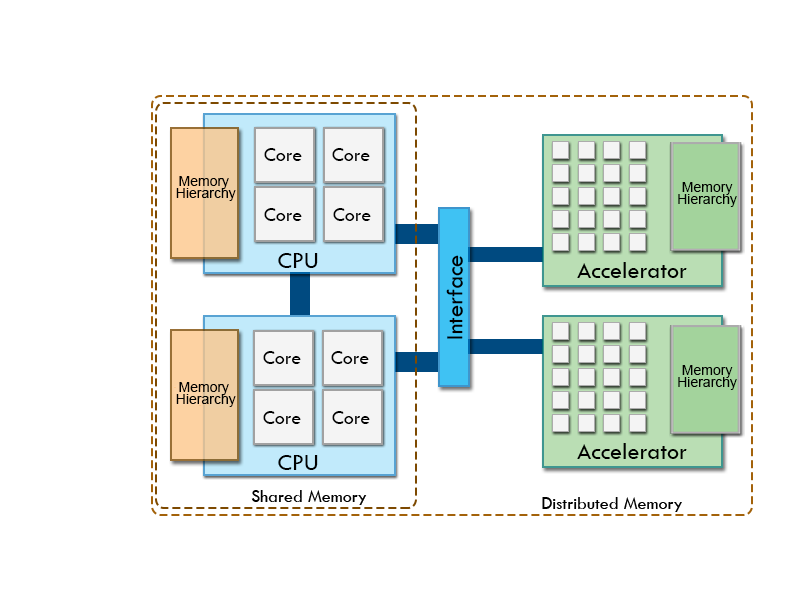 Memory
Hierarchy
Core
Core
Core
Core
CPU
Memory
Hierarchy
Core
Core
Core
Core
CPU
Shared Memory
Interface
Memory
Hierarchy
Accelerator
Memory
Hierarchy
Accelerator
Distributed Memory